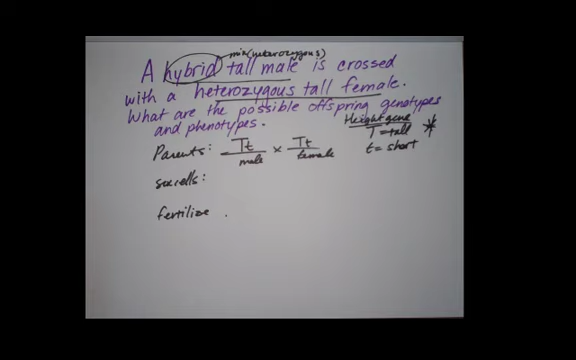 mix(heterozygous)
A hybrid tall male is crossed
with a heterozygous tall female.
What are the possible offspring genotypes
and phenotypes.
Height gene
T = tall
t = short
Parents: Tt × Tt
male female
sex cells:
fertilize